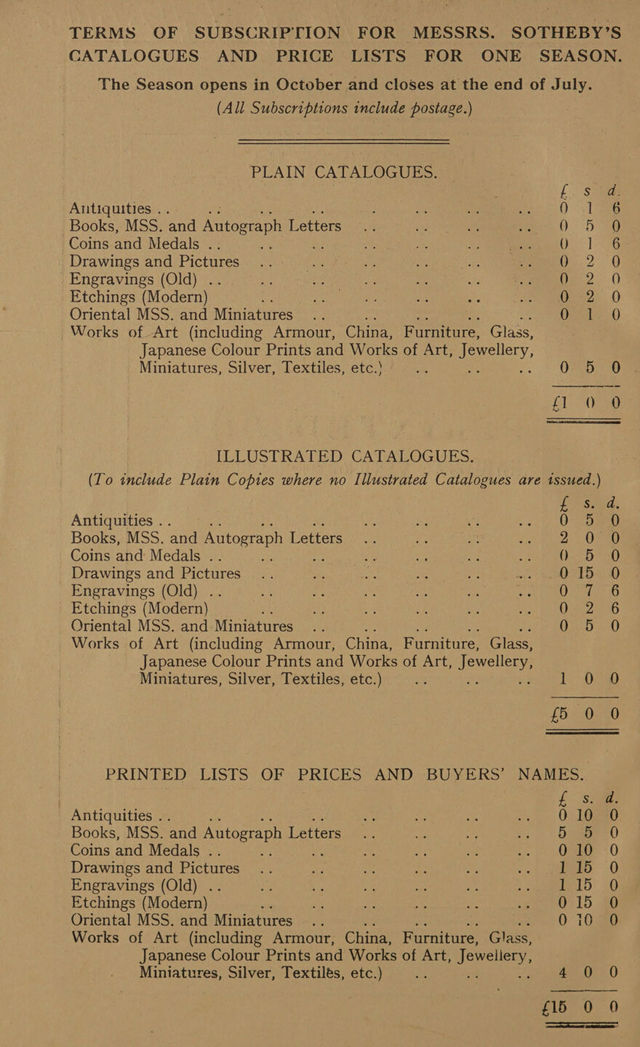 TERMS OF SUBSCRIPTION FOR MESSRS. SOTHEBY'S
CATALOGUES AND PRICE LISTS FOR ONE SEASON.
The Season opens in October and closes at the end of July.
(All Subscriptions include postage.)
PLAIN CATALOGUES.
£ s d.
Antiquities .. .. .. .. . .. .. .. 0 1 6
Books, MSS. and Autograph Letters .. .. .. .. 0 5 0
Coins and Medals .. .. .. .. .. .. .. 0 1 6
Drawings and Pictures .. .. .. .. .. .. 0 2 0
Engravings (Old) .. .. .. .. .. .. .. 0 2 0
Etchings (Modern) .. .. .. .. .. .. 0 2 0
Oriental MSS. and Miniatures .. .. .. .. .. 0 1 0
Works of Art (including Armour, China, Furniture, Glass,
Japanese Colour Prints and Works of Art, Jewellery,
Miniatures, Silver, Textiles, etc.) .. .. .. 0 5 0
£1 0 0
ILLUSTRATED CATALOGUES.
(To include Plain Copies where no Illustrated Catalogues are issued.)
£ s. d.
Antiquities .. .. .. .. .. .. .. .. 0 5 0
Books, MSS. and Autograph Letters .. .. .. .. 2 0 0
Coins and Medals .. .. .. .. .. .. .. 0 5 0
Drawings and Pictures .. .. .. .. .. .. 0 15 0
Engravings (Old) .. .. .. .. .. .. .. 0 7 6
Etchings (Modern) .. .. .. .. .. .. 0 2 6
Oriental MSS. and Miniatures .. .. .. .. .. 0 5 0
Works of Art (including Armour, China, Furniture, Glass,
Japanese Colour Prints and Works of Art, Jewellery,
Miniatures, Silver, Textiles, etc.) .. .. .. 1 0 0
£5 0 0
PRINTED LISTS OF PRICES AND BUYERS' NAMES.
£ s. d.
Antiquities .. .. .. .. .. .. .. .. 0 10 0
Books, MSS. and Autograph Letters .. .. .. .. 5 5 0
Coins and Medals .. .. .. .. .. .. .. 0 10 0
Drawings and Pictures .. .. .. .. .. .. 1 15 0
Engravings (Old) .. .. .. .. .. .. .. 1 15 0
Etchings (Modern) .. .. .. .. .. .. 0 15 0
Oriental MSS. and Miniatures .. .. .. .. .. 0 10 0
Works of Art (including Armour, China, Furniture, Glass,
Japanese Colour Prints and Works of Art, Jewellery,
Miniatures, Silver, Textiles, etc.) .. .. .. 4 0 0
£15 0 0